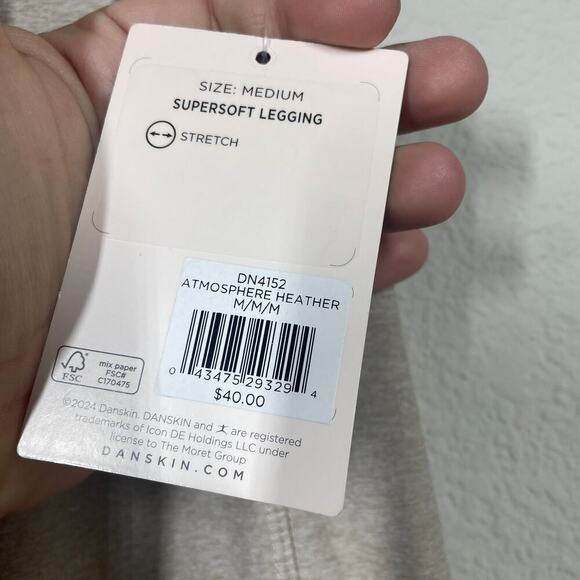 SIZE: MEDIUM
SUPERSOFT LEGGING
STRETCH
DN4152
ATMOSPHERE HEATHER
M/M/M
0 43475 29329 4
$40.00
FSC
mix paper
FSC#
C170475
©2024 Danskin. DANSKIN and are registered
trademarks of Icon DE Holdings LLC under
license to The Moret Group
DANSKIN.COM